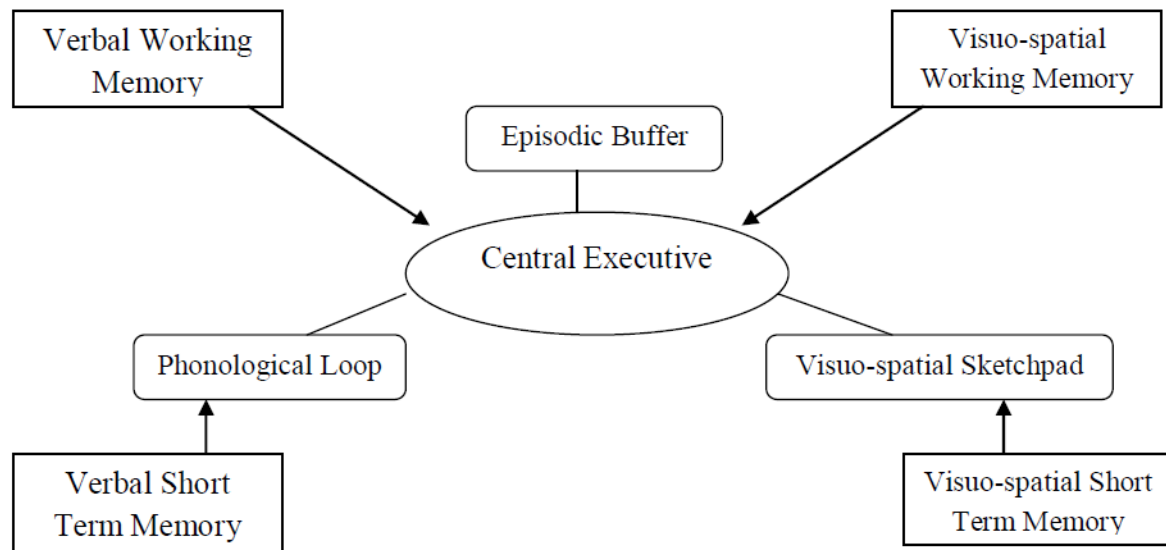 Verbal Working
Memory
Visuo-spatial
Working Memory
Episodic Buffer
Central Executive
Phonological Loop
Visuo-spatial Sketchpad
Verbal Short
Term Memory
Visuo-spatial Short
Term Memory